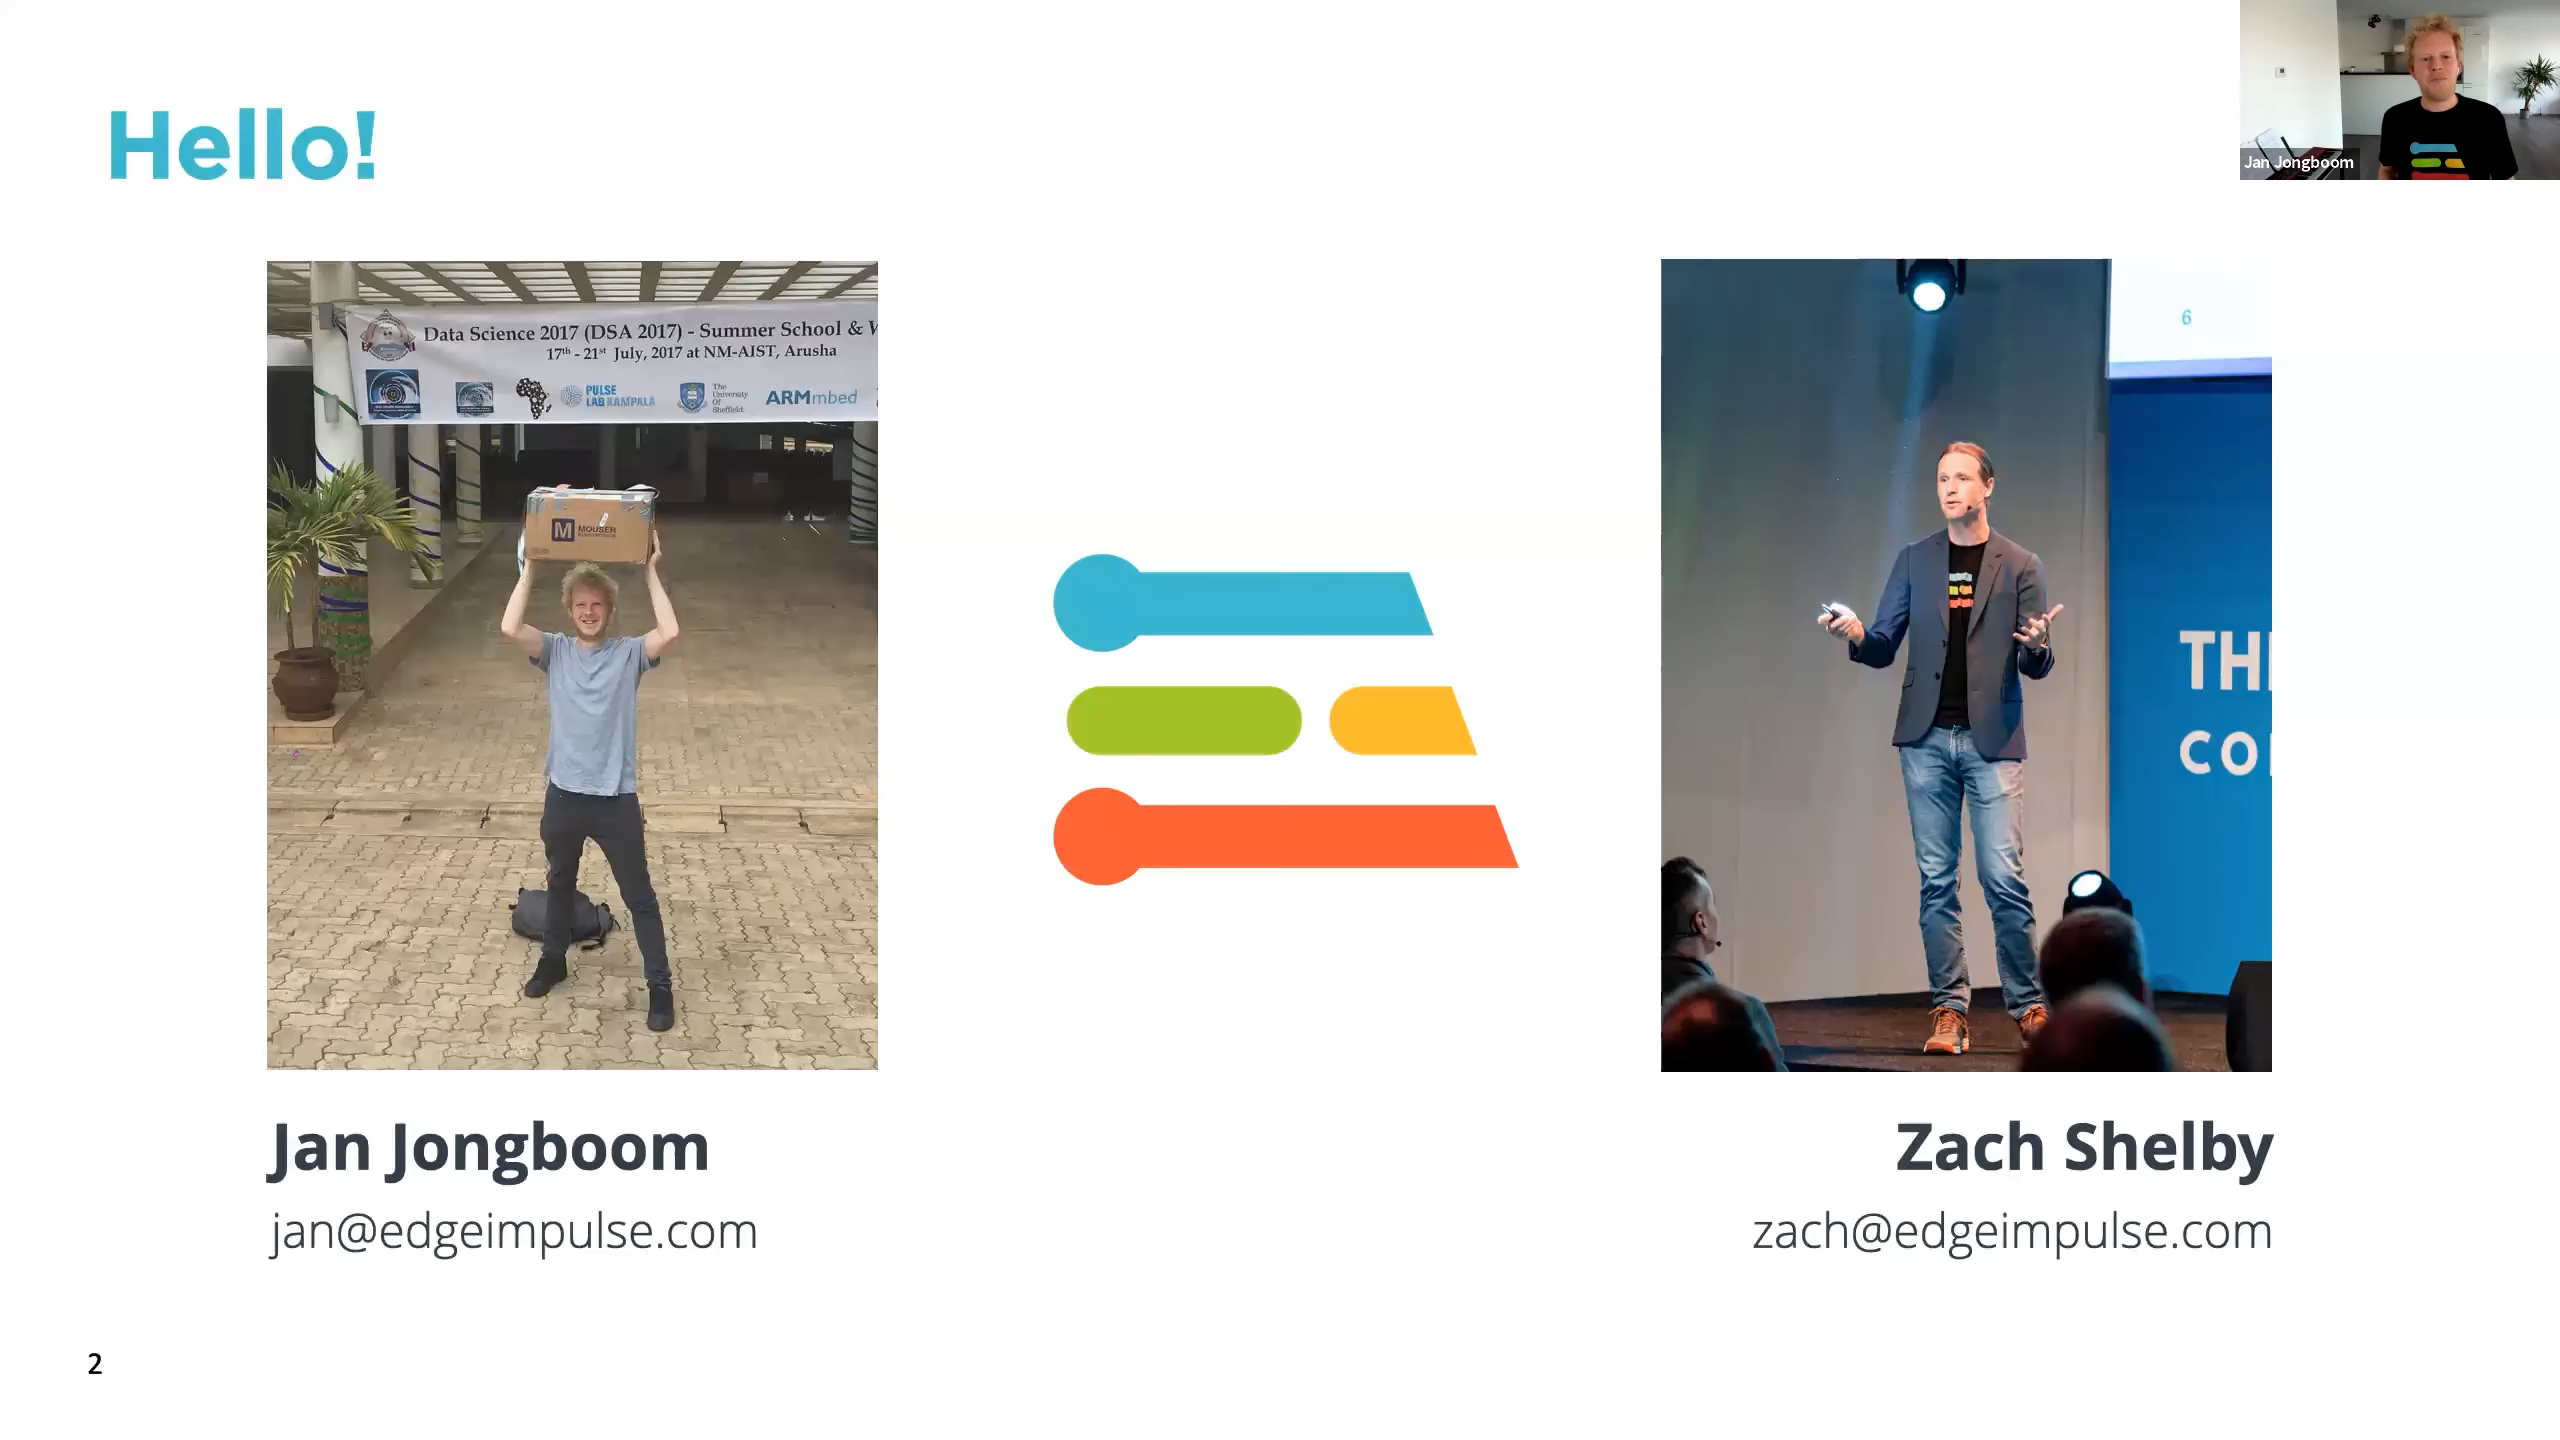 Hello!
Jan Jongboom
Data Science 2017 (DSA 2017) - Summer School &
17th - 21st July, 2017 at NM-AIST, Arusha
PULSE
LAB KAMPALA
The
University
Of
Sheffield.
ARMmbed
M
MOUSER
ELECTRONICS
6
TH
CO
Jan Jongboom
jan@edgeimpulse.com
Zach Shelby
zach@edgeimpulse.com
2